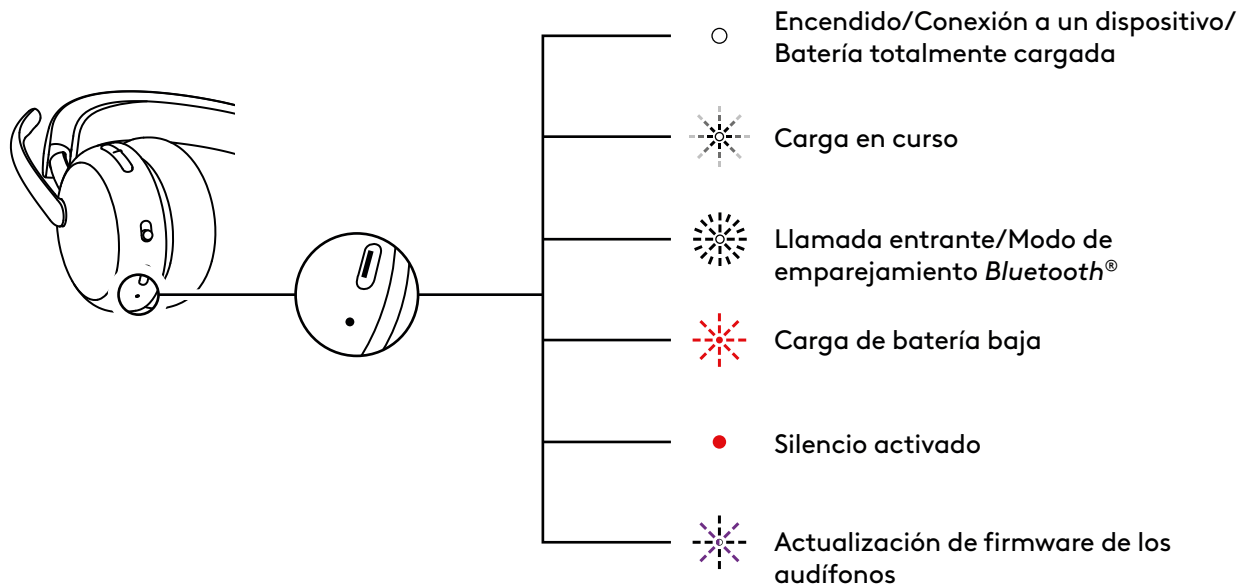 Encendido/Conexión a un dispositivo/
Batería totalmente cargada
Carga en curso
Llamada entrante/Modo de
emparejamiento Bluetooth®
Carga de batería baja
Silencio activado
Actualización de firmware de los
audífonos